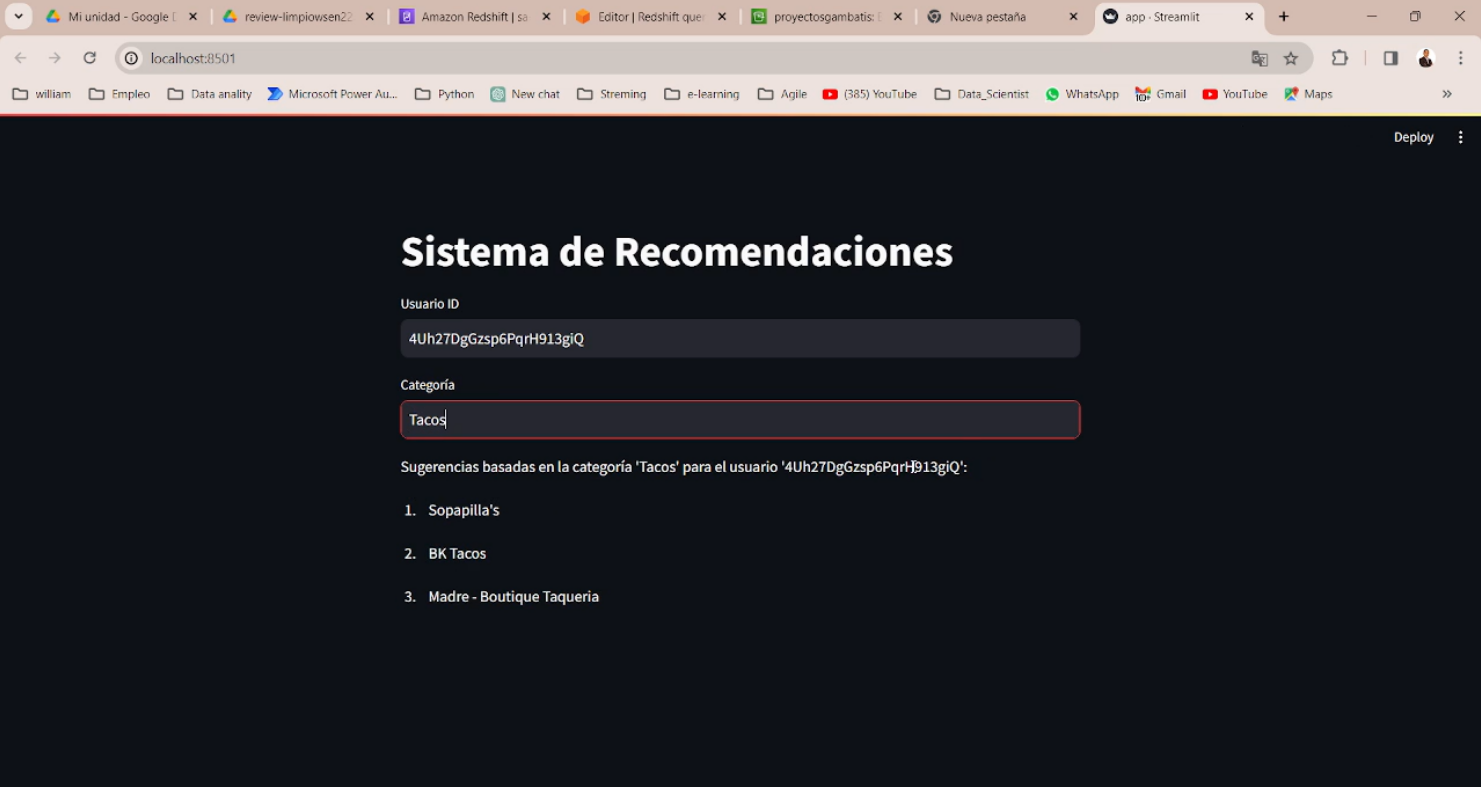 Mi unidad - Google D
review-limpiowsen22
Amazon Redshift | sa
Editor | Redshift quer
proyectosgambatis: D
Nueva pestaña
app · Streamlit
localhost:8501
william
Empleo
Data anality
Microsoft Power Au...
Python
New chat
Streming
e-learning
Agile
(385) YouTube
Data_Scientist
WhatsApp
Gmail
YouTube
Maps
Deploy
Sistema de Recomendaciones
Usuario ID
4Uh27DgGzsp6PqrH913giQ
Categoría
Tacos
Sugerencias basadas en la categoría 'Tacos' para el usuario '4Uh27DgGzsp6PqrH913giQ':
1. Sopapilla's
2. BK Tacos
3. Madre - Boutique Taqueria